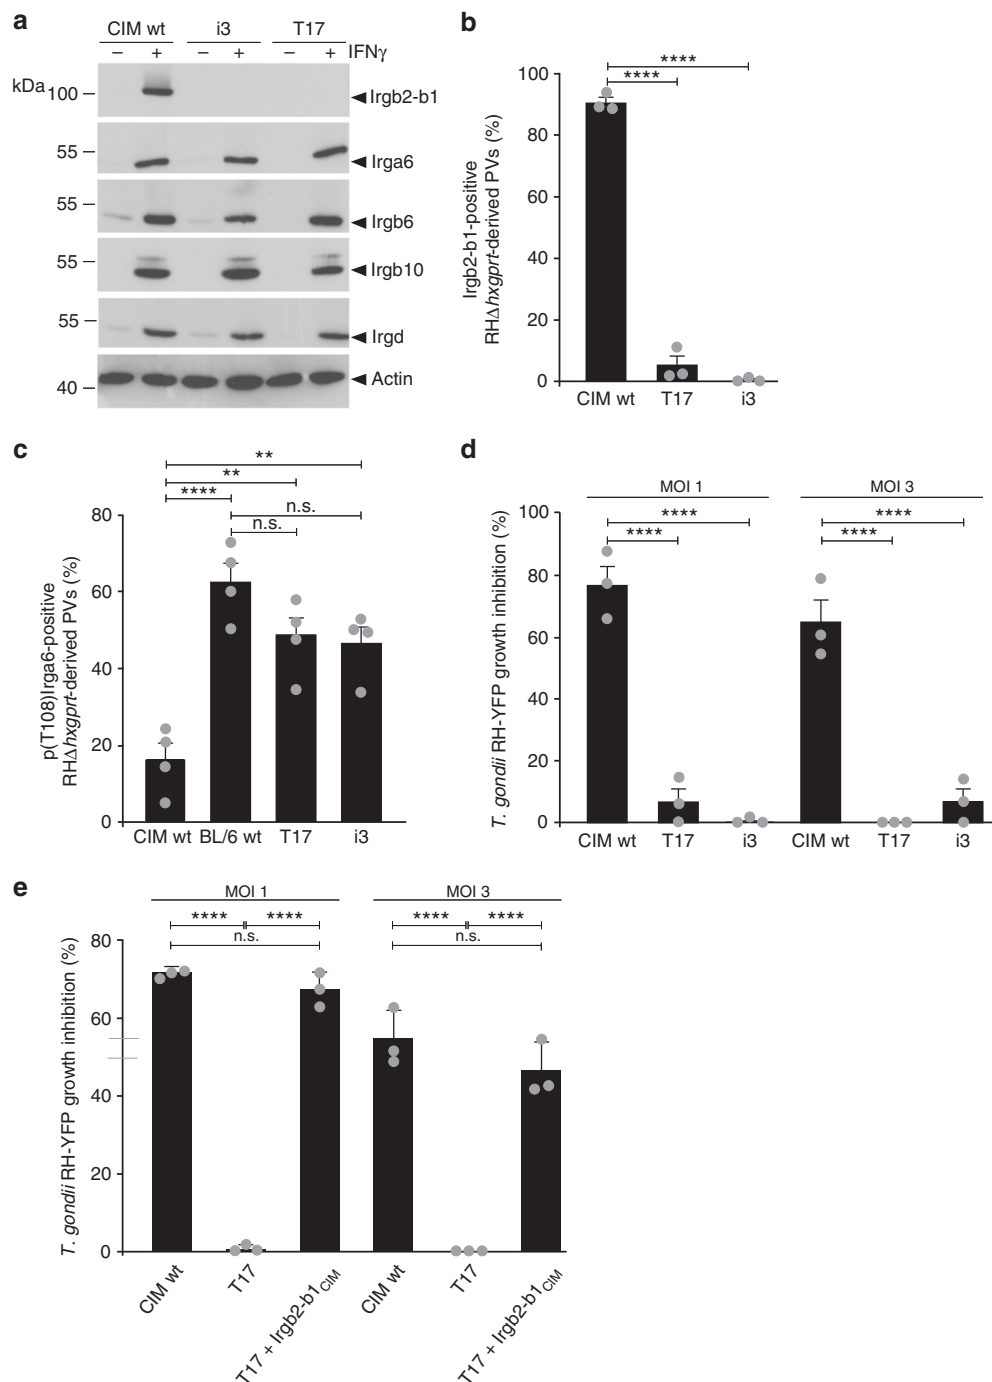 a
CIM wt i3 T17
– + – + – + IFNγ
kDa
100
Irgb2-b1
55
Irga6
55
Irgb6
55
Irgb10
55
Irgd
40
Actin
b
**** 
****
Irgb2-b1-positive
RHΔhxgprt-derived PVs (%)
100
80
60
40
20
0
CIM wt T17 i3
c
**
**
****
n.s.
n.s.
p(T108)Irga6-positive
RHΔhxgprt-derived PVs (%)
80
60
40
20
0
CIM wt BL/6 wt T17 i3
d
MOI 1 MOI 3
**** ****
**** ****
T. gondii RH-YFP growth inhibition (%)
100
80
60
40
20
0
CIM wt T17 i3 CIM wt T17 i3
e
MOI 1 MOI 3
**** **** **** ****
n.s. n.s.
T. gondii RH-YFP growth inhibition (%)
80
60
40
20
0
CIM wt
T17
T17 + Irgb2-b1CIM
CIM wt
T17
T17 + Irgb2-b1CIM